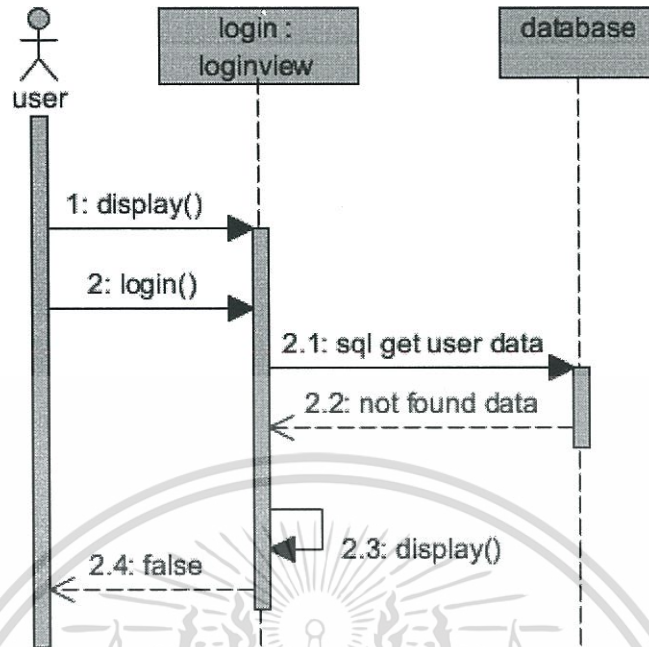 login :
loginview
database
user
1: display()
2: login()
2.1: sql get user data
2.2: not found data
2.3: display()
2.4: false